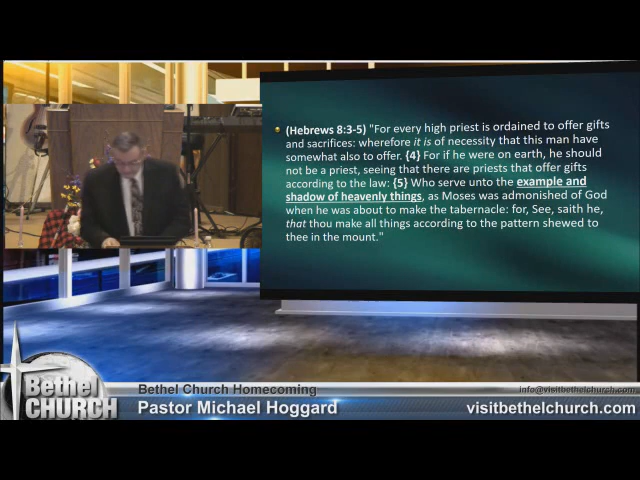 (Hebrews 8:3-5) "For every high priest is ordained to offer gifts
and sacrifices: wherefore it is of necessity that this man have
somewhat also to offer. {4} For if he were on earth, he should
not be a priest, seeing that there are priests that offer gifts
according to the law: {5} Who serve unto the example and
shadow of heavenly things, as Moses was admonished of God
when he was about to make the tabernacle: for, See, saith he,
that thou make all things according to the pattern shewed to
thee in the mount."
Bethel
CHURCH
Bethel Church Homecoming
info@visitbethelchurch.com
Pastor Michael Hoggard
visitbethelchurch.com